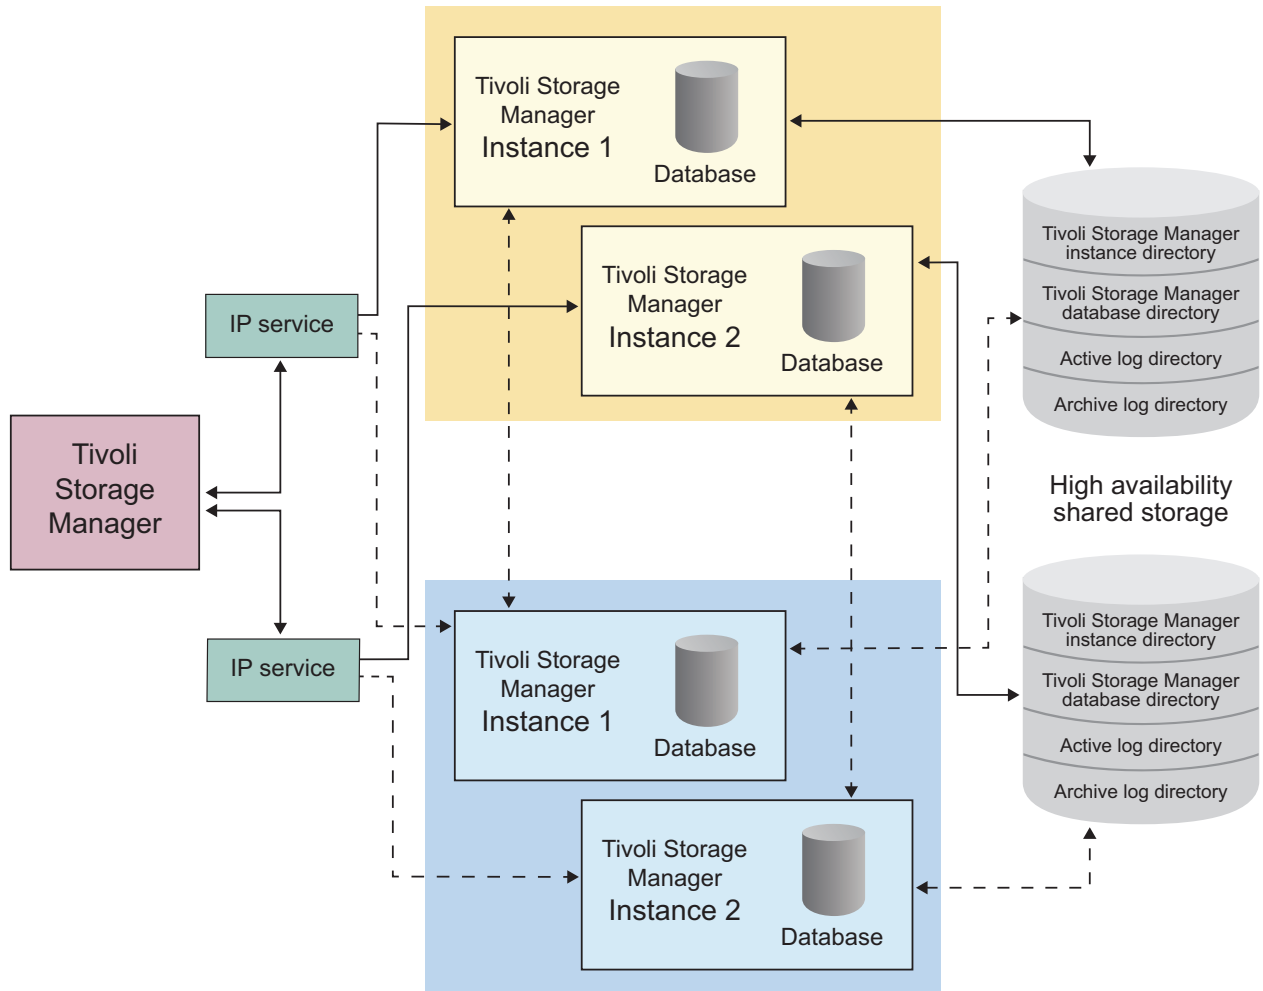 Tivoli Storage
Manager
Instance 1
Database
Tivoli Storage
Manager
Instance 2
Database
IP service
Tivoli
Storage
Manager
IP service
Tivoli Storage Manager
instance directory
Tivoli Storage Manager
database directory
Active log directory
Archive log directory
High availability
shared storage
Tivoli Storage
Manager
Instance 1
Database
Tivoli Storage
Manager
Instance 2
Database
Tivoli Storage Manager
instance directory
Tivoli Storage Manager
database directory
Active log directory
Archive log directory